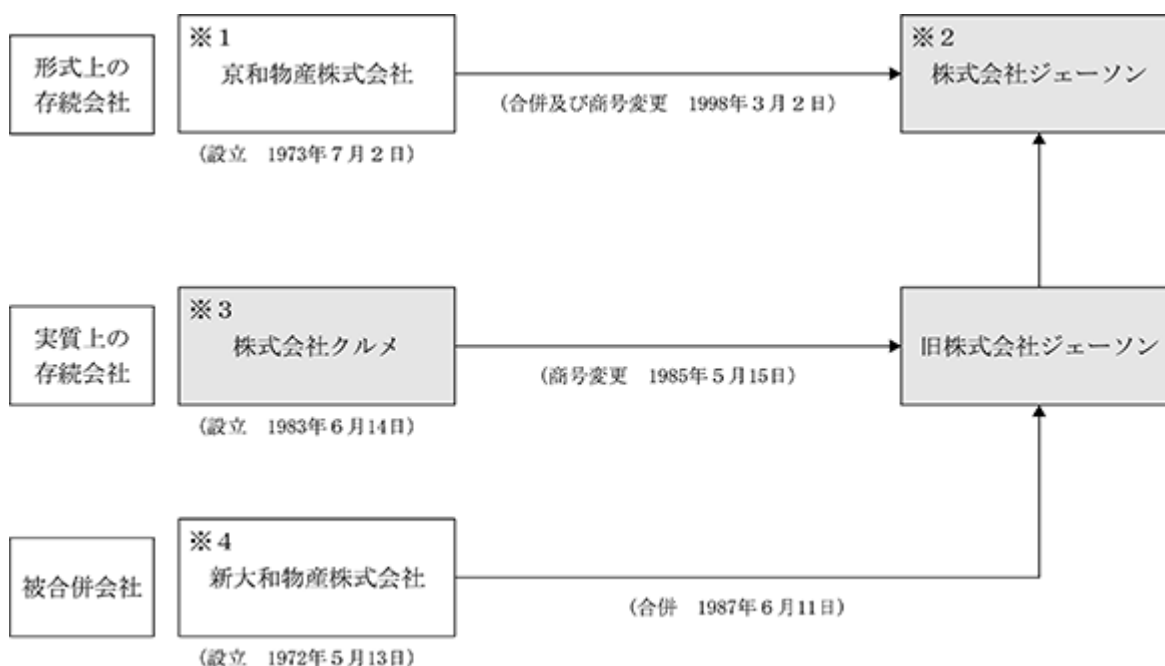 形式上の
存続会社
※1
京和物産株式会社
(設立　1973年7月2日)
(合併及び商号変更　1998年3月2日)
※2
株式会社ジェーソン
実質上の
存続会社
※3
株式会社クルメ
(設立　1983年6月14日)
(商号変更　1985年5月15日)
旧株式会社ジェーソン
被合併会社
※4
新大和物産株式会社
(設立　1972年5月13日)
(合併　1987年6月11日)